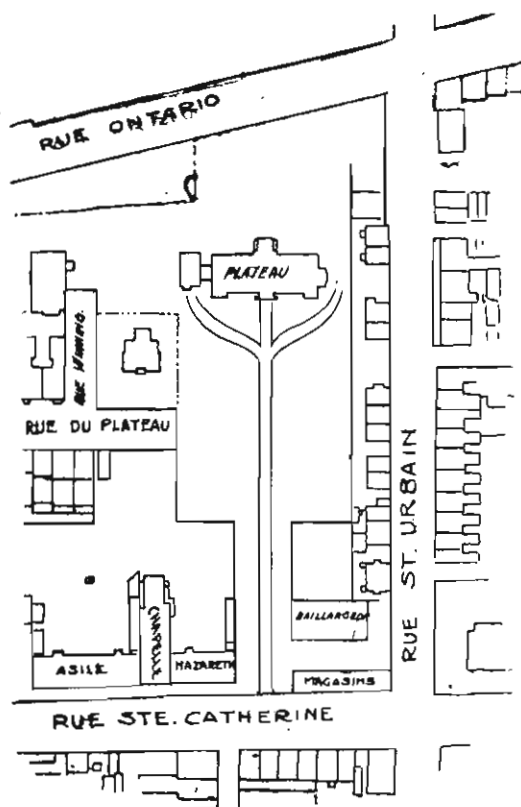 RUE ONTARIO
PLATEAU
RUE DU PLATEAU
RUE ST. URBAIN
BAILLARGEON
CHAPELLE
ASILE
NAZARETH
MAGASINS
RUE STE. CATHERINE